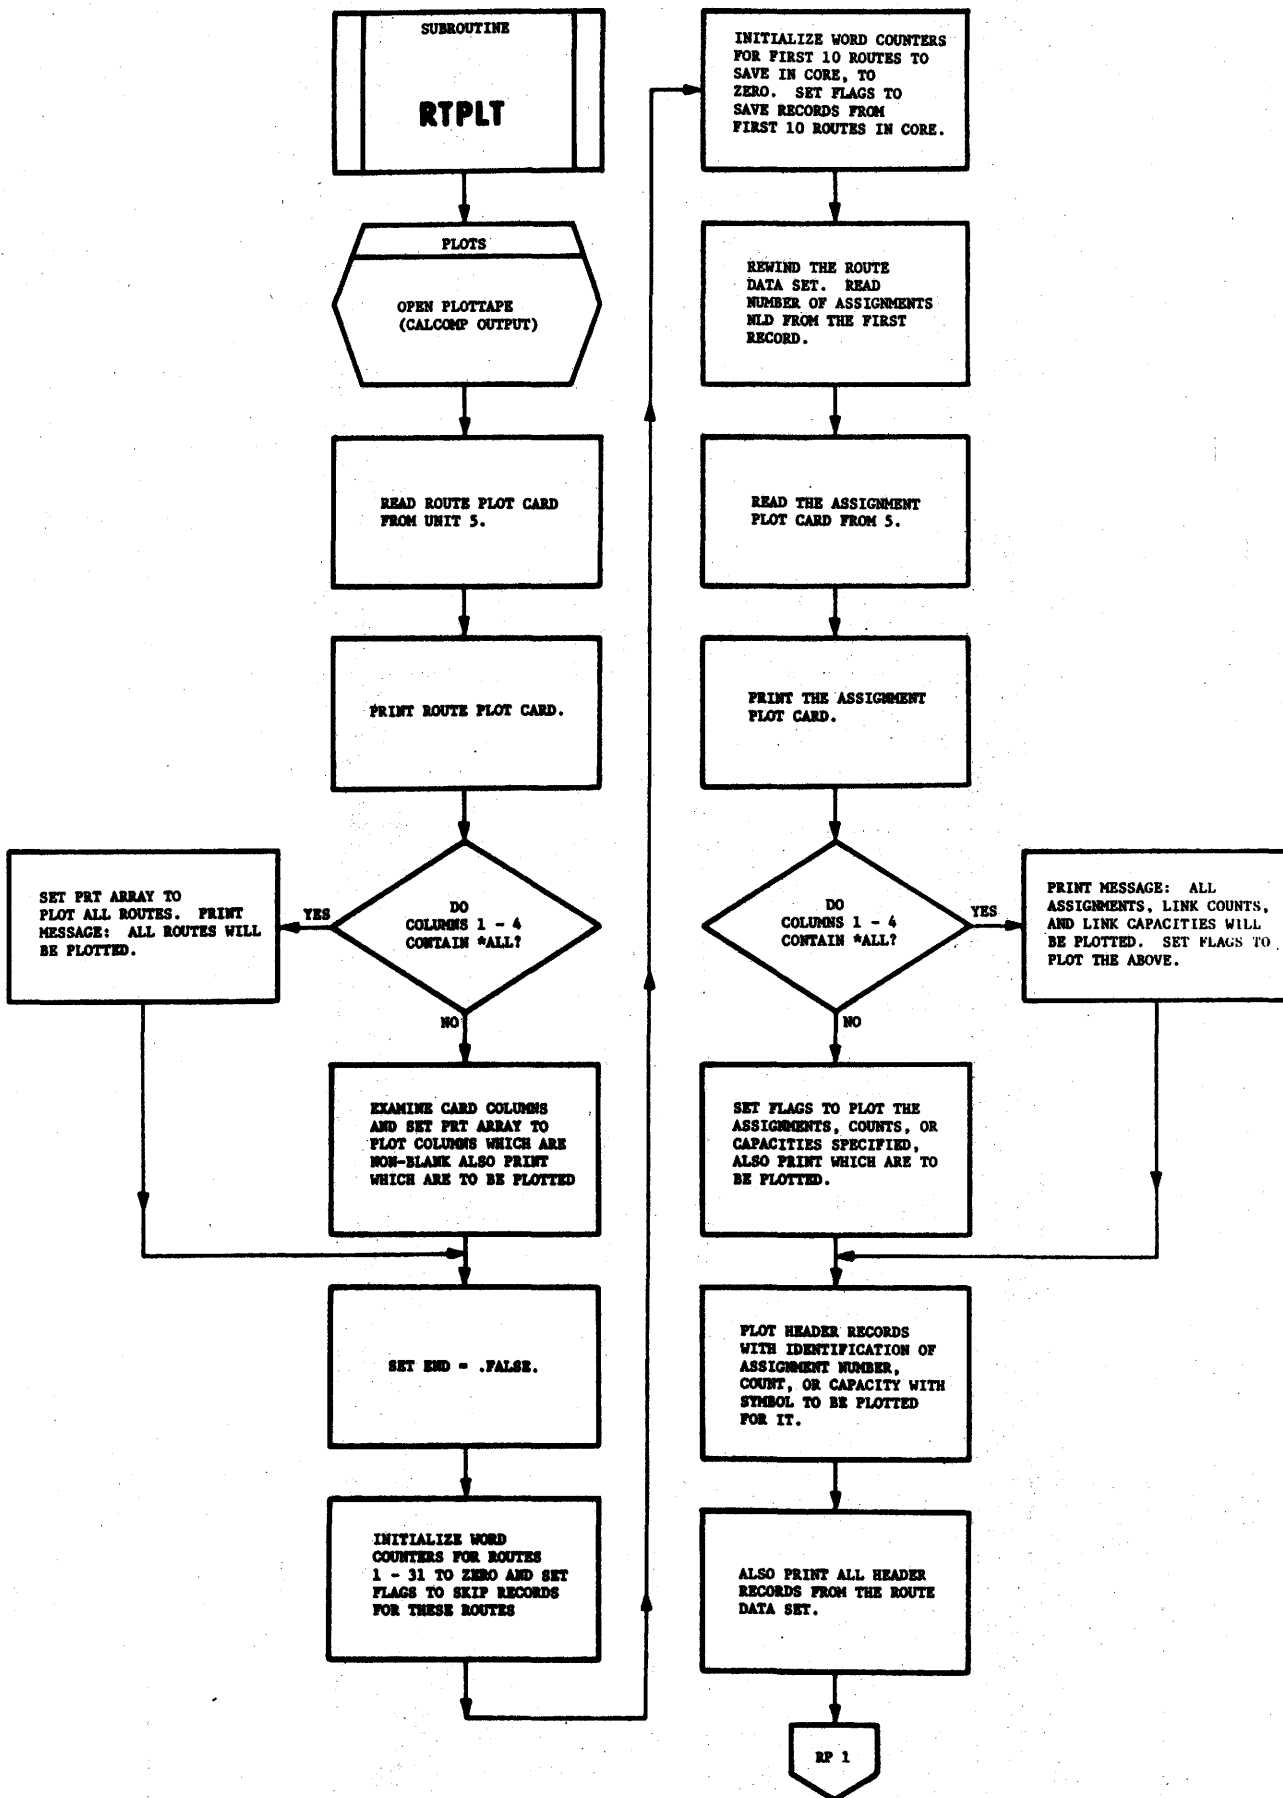 SUBROUTINE
RTPLT
PLOTS
OPEN PLOTTAPE
(CALCOMP OUTPUT)
READ ROUTE PLOT CARD
FROM UNIT 5.
PRINT ROUTE PLOT CARD.
DO
COLUMNS 1 - 4
CONTAIN *ALL?
YES
SET PRT ARRAY TO
PLOT ALL ROUTES. PRINT
MESSAGE: ALL ROUTES WILL
BE PLOTTED.
NO
EXAMINE CARD COLUMNS
AND SET PRT ARRAY TO
PLOT COLUMNS WHICH ARE
NON-BLANK ALSO PRINT
WHICH ARE TO BE PLOTTED
SET END = .FALSE.
INITIALIZE WORD
COUNTERS FOR ROUTES
1 - 31 TO ZERO AND SET
FLAGS TO SKIP RECORDS
FOR THESE ROUTES
INITIALIZE WORD COUNTERS
FOR FIRST 10 ROUTES TO
SAVE IN CORE, TO
ZERO. SET FLAGS TO
SAVE RECORDS FROM
FIRST 10 ROUTES IN CORE.
REWIND THE ROUTE
DATA SET. READ
NUMBER OF ASSIGNMENTS
NLD FROM THE FIRST
RECORD.
READ THE ASSIGNMENT
PLOT CARD FROM 5.
PRINT THE ASSIGNMENT
PLOT CARD.
DO
COLUMNS 1 - 4
CONTAIN *ALL?
YES
PRINT MESSAGE: ALL
ASSIGNMENTS, LINK COUNTS,
AND LINK CAPACITIES WILL
BE PLOTTED. SET FLAGS TO
PLOT THE ABOVE.
NO
SET FLAGS TO PLOT THE
ASSIGNMENTS, COUNTS, OR
CAPACITIES SPECIFIED,
ALSO PRINT WHICH ARE TO
BE PLOTTED.
PLOT HEADER RECORDS
WITH IDENTIFICATION OF
ASSIGNMENT NUMBER,
COUNT, OR CAPACITY WITH
SYMBOL TO BE PLOTTED
FOR IT.
ALSO PRINT ALL HEADER
RECORDS FROM THE ROUTE
DATA SET.
RP 1